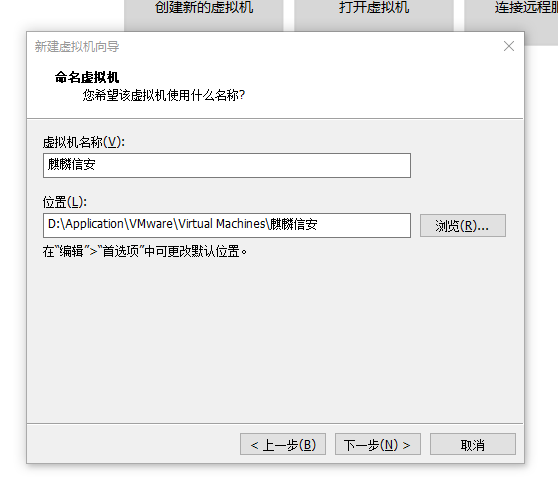 创建新的虚拟机
打开虚拟机
连接远程服
新建虚拟机向导
命名虚拟机
您希望该虚拟机使用什么名称?
虚拟机名称(V):
麒麟信安
位置(L):
D:\Application\VMware\Virtual Machines\麒麟信安
浏览(R)...
在“编辑”>“首选项”中可更改默认位置。
< 上一步(B)
下一步(N) >
取消